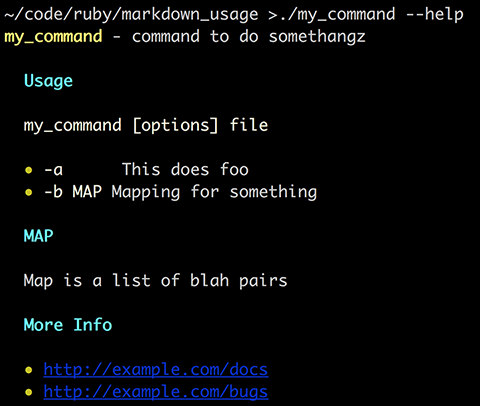 ~/code/ruby/markdown_usage >./my_command --help
my_command - command to do somethangz
Usage
my_command [options] file
• -a      This does foo
• -b MAP Mapping for something
MAP
Map is a list of blah pairs
More Info
• http://example.com/docs
• http://example.com/bugs